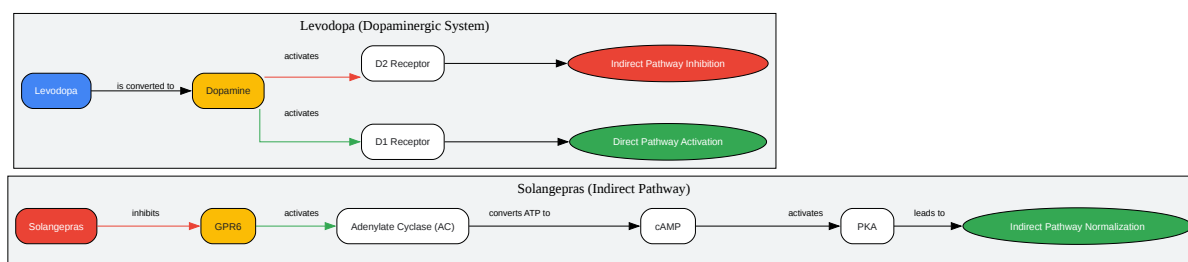 Levodopa (Dopaminergic System)
activates
D2 Receptor
Indirect Pathway Inhibition
Levodopa
is converted to
Dopamine
activates
D1 Receptor
Direct Pathway Activation
Solangepras (Indirect Pathway)
Solangepras
inhibits
GPR6
activates
Adenylate Cyclase (AC)
converts ATP to
cAMP
activates
PKA
leads to
Indirect Pathway Normalization